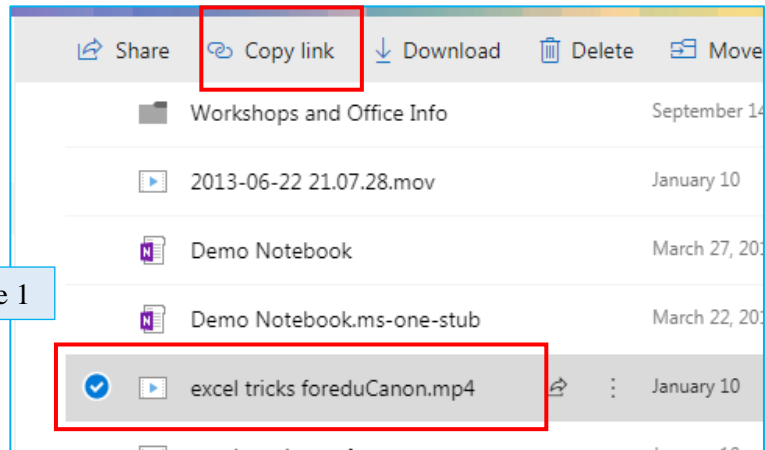 Share Copy link Download Delete Move
Workshops and Office Info September 14
2013-06-22 21.07.28.mov January 10
Demo Notebook March 27, 201
e 1
Demo Notebook.ms-one-stub March 22, 201
excel tricks foreduCanon.mp4 January 10